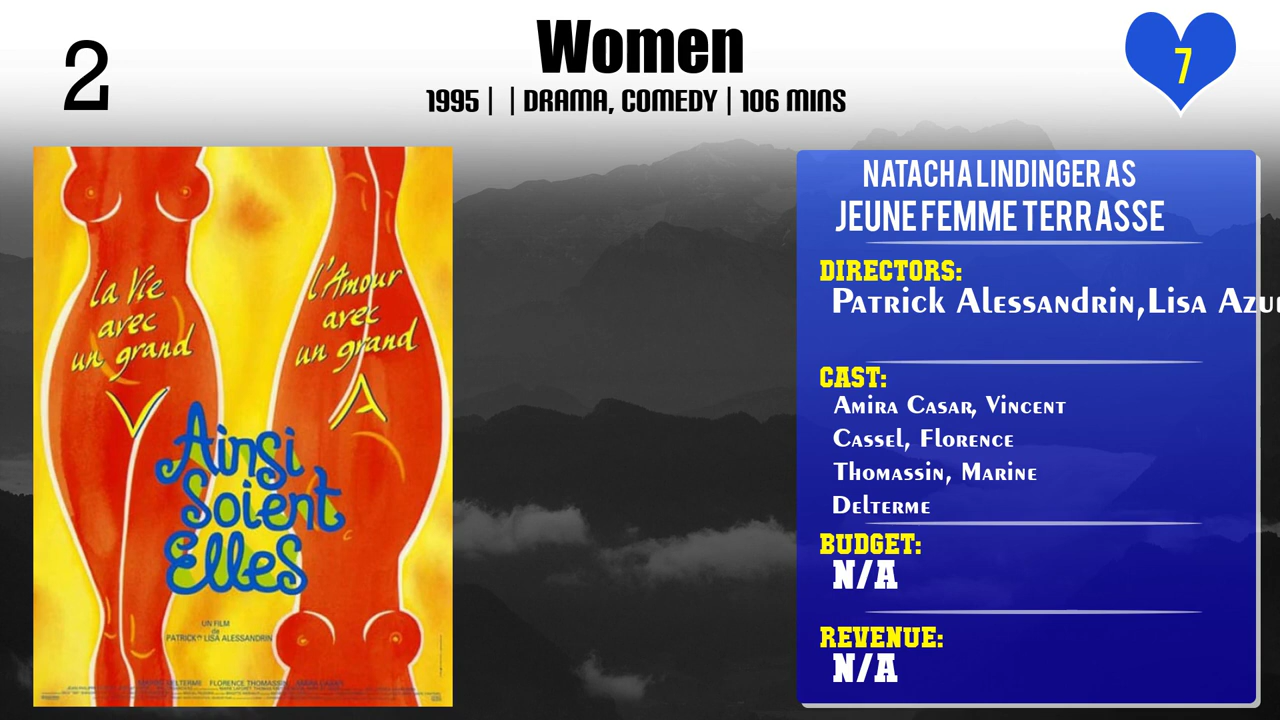 2
Women
1995 | | DRAMA, COMEDY | 106 MINS
7
la Vie
avec
un grand
V
l'Amour
avec
un grand
A
Ainsi
Soient
Elles
UN FILM
de
PATRICK ET LISA ALESSANDRIN
NATACHA LINDINGER AS
JEUNE FEMME TERRASSE
DIRECTORS:
Patrick Alessandrin,Lisa Azu
CAST:
Amira Casar, Vincent
Cassel, Florence
Thomassin, Marine
Delterme
BUDGET:
N/A
REVENUE:
N/A